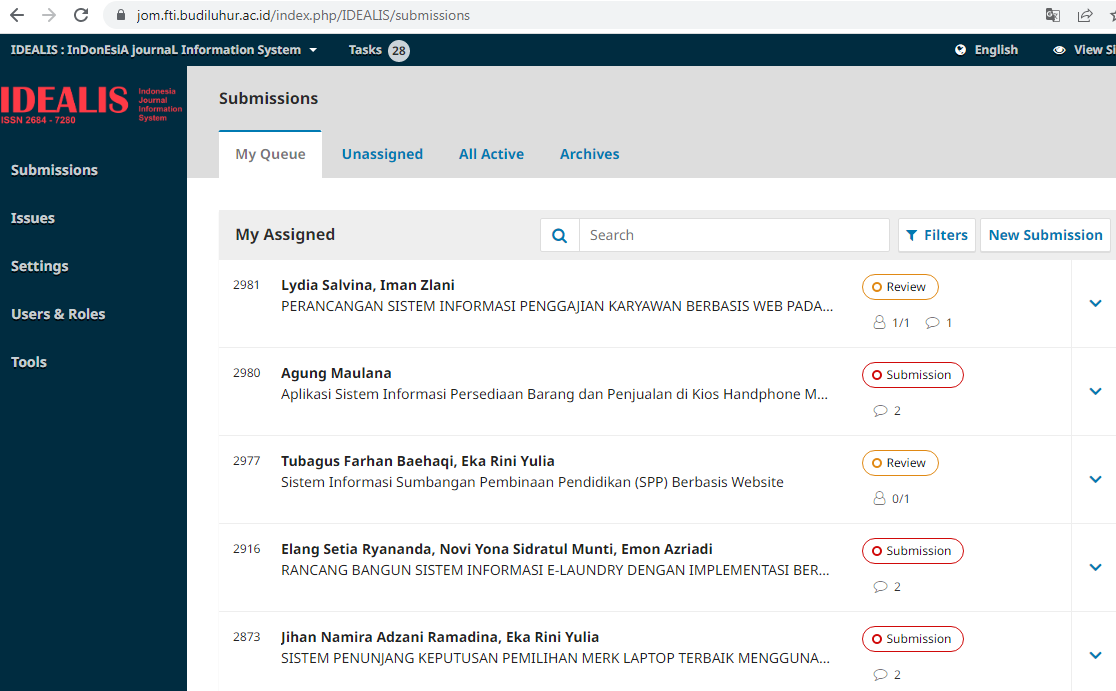 jom.fti.budiluhur.ac.id/index.php/IDEALIS/submissions
IDEALIS : InDonEsiA journaL Information System Tasks 28 English View Si
IDEALIS
ISSN 2684 - 7280
Indonesia
Journal
Information
System
Submissions
Issues
Settings
Users & Roles
Tools
Submissions
My Queue Unassigned All Active Archives
My Assigned Search Filters New Submission
2981 Lydia Salvina, Iman Zlani Review
PERANCANGAN SISTEM INFORMASI PENGGAJIAN KARYAWAN BERBASIS WEB PADA...
1/1 1
2980 Agung Maulana Submission
Aplikasi Sistem Informasi Persediaan Barang dan Penjualan di Kios Handphone M...
2
2977 Tubagus Farhan Baehaqi, Eka Rini Yulia Review
Sistem Informasi Sumbangan Pembinaan Pendidikan (SPP) Berbasis Website
0/1
2916 Elang Setia Ryananda, Novi Yona Sidratul Munti, Emon Azriadi Submission
RANCANG BANGUN SISTEM INFORMASI E-LAUNDRY DENGAN IMPLEMENTASI BER...
2
2873 Jihan Namira Adzani Ramadina, Eka Rini Yulia Submission
SISTEM PENUNJANG KEPUTUSAN PEMILIHAN MERK LAPTOP TERBAIK MENGGUNA...
2